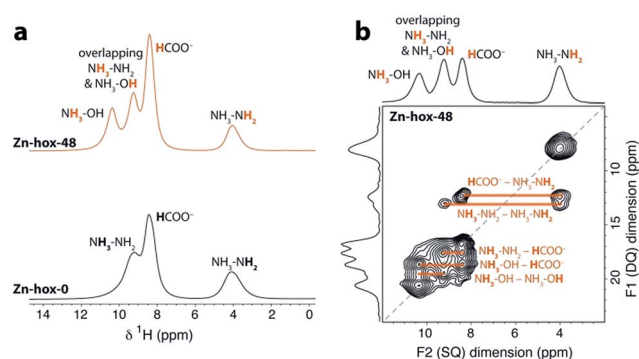 a
overlapping
NH₃-NH₂
& NH₃-OH
HCOO⁻
NH₃-OH
NH₃-NH₂
Zn-hox-48
HCOO⁻
NH₃-NH₂
NH₃-NH₂
Zn-hox-0
14 12 10 8 6 4 2 0
δ ¹H (ppm)
b
overlapping
NH₃-NH₂
& NH₃-OH
HCOO⁻
NH₃-NH₂
NH₃-OH
Zn-hox-48
HCOO⁻ – NH₃-NH₂
NH₃-NH₂ – NH₃-NH₂
NH₃-NH₂ – HCOO⁻
NH₃-OH – HCOO⁻
NH₃-OH – NH₃-OH
10
15
20
F1 (DQ) dimension (ppm)
10 8 6 4
F2 (SQ) dimension (ppm)